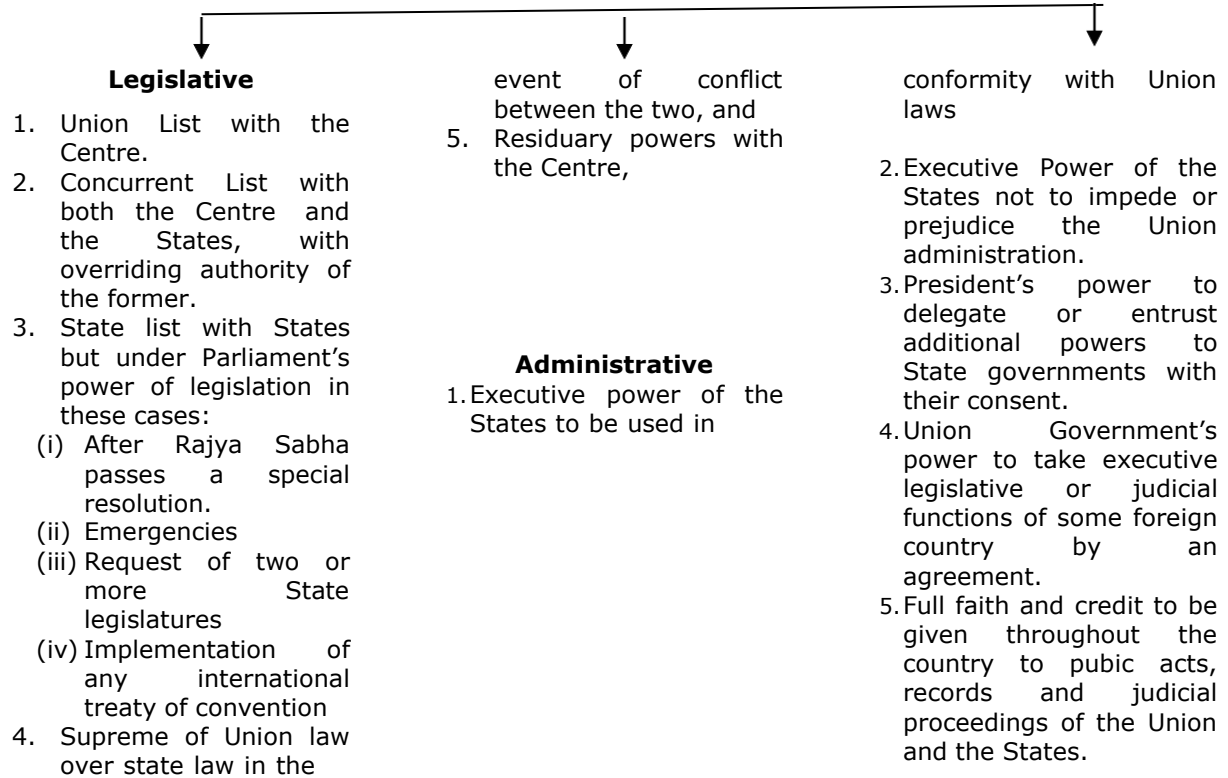 Legislative
1. Union List with the
Centre.
2. Concurrent List with
both the Centre and
the States, with
overriding authority of
the former.
3. State list with States
but under Parliament's
power of legislation in
these cases:
(i) After Rajya Sabha
passes a special
resolution.
(ii) Emergencies
(iii) Request of two or
more State
legislatures
(iv) Implementation of
any international
treaty of convention
4. Supreme of Union law
over state law in the
event of conflict
between the two, and
5. Residuary powers with
the Centre,
Administrative
1. Executive power of the
States to be used in
conformity with Union
laws
2. Executive Power of the
States not to impede or
prejudice the Union
administration.
3. President's power to
delegate or entrust
additional powers to
State governments with
their consent.
4. Union Government's
power to take executive
legislative or judicial
functions of some foreign
country by an
agreement.
5. Full faith and credit to be
given throughout the
country to pubic acts,
records and judicial
proceedings of the Union
and the States.